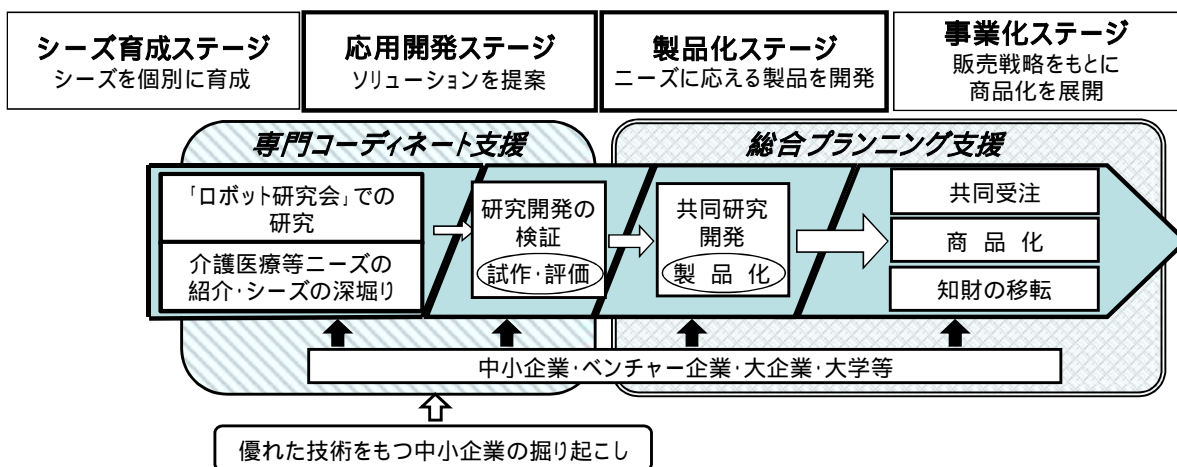 シーズ育成ステージ
シーズを個別に育成
応用開発ステージ
ソリューションを提案
製品化ステージ
ニーズに応える製品を開発
事業化ステージ
販売戦略をもとに
商品化を展開
専門コーディネート支援
総合プランニング支援
「ロボット研究会」での
研究
介護医療等ニーズの
紹介・シーズの深堀り
研究開発の
検証
試作・評価
共同研究
開発
製 品 化
共同受注
商 品 化
知財の移転
中小企業・ベンチャー企業・大企業・大学等
優れた技術をもつ中小企業の掘り起こし